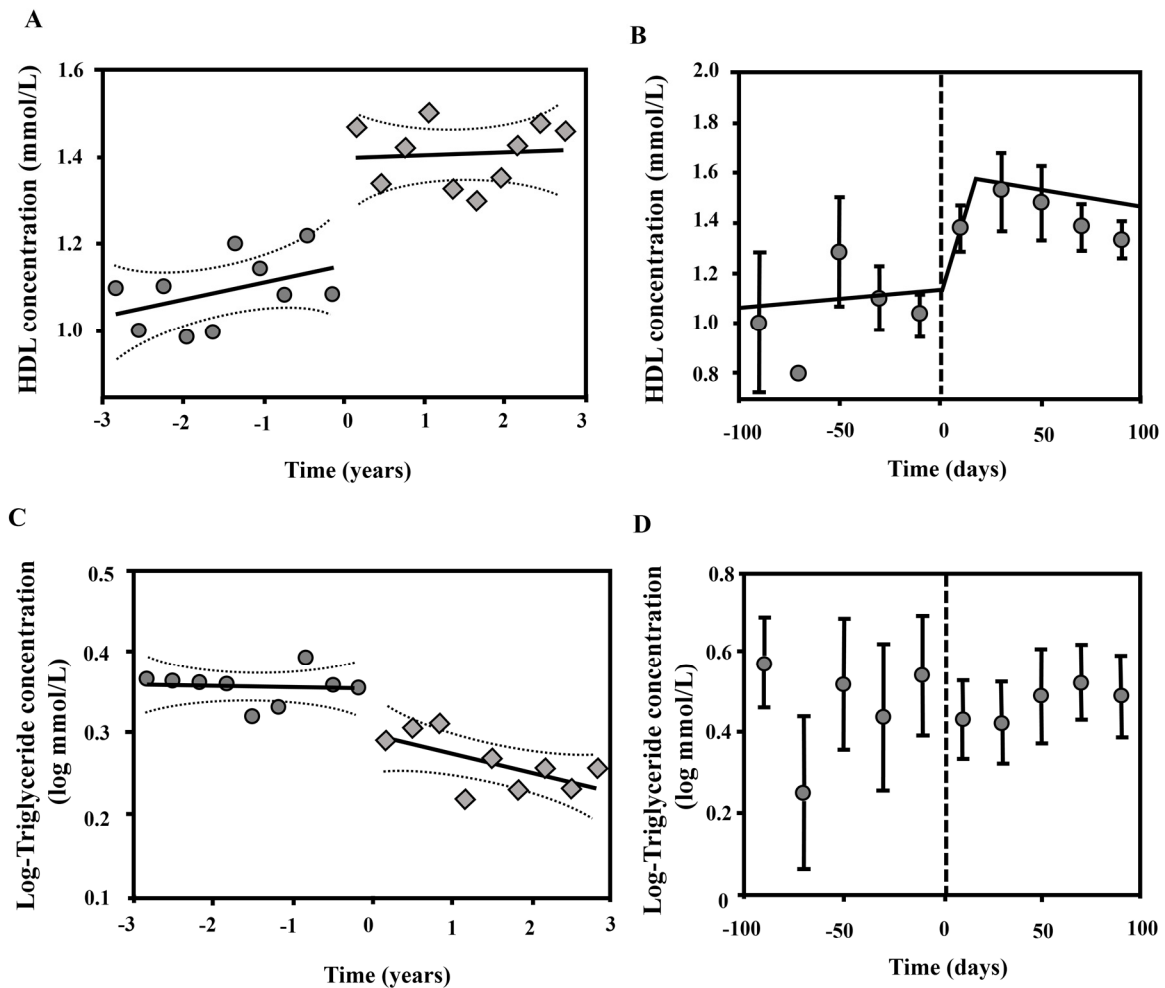 A
HDL concentration (mmol/L)
1.6
1.4
1.2
1.0
-3 -2 -1 0 1 2 3
Time (years)
B
HDL concentration (mmol/L)
2.0
1.8
1.6
1.4
1.2
1.0
0.8
-100 -50 0 50 100
Time (days)
C
Log-Triglyceride concentration
(log mmol/L)
0.5
0.4
0.3
0.2
0.1
-3 -2 -1 0 1 2 3
Time (years)
D
Log-Triglyceride concentration
(log mmol/L)
0.8
0.6
0.4
0.2
0
-100 -50 0 50 100
Time (days)